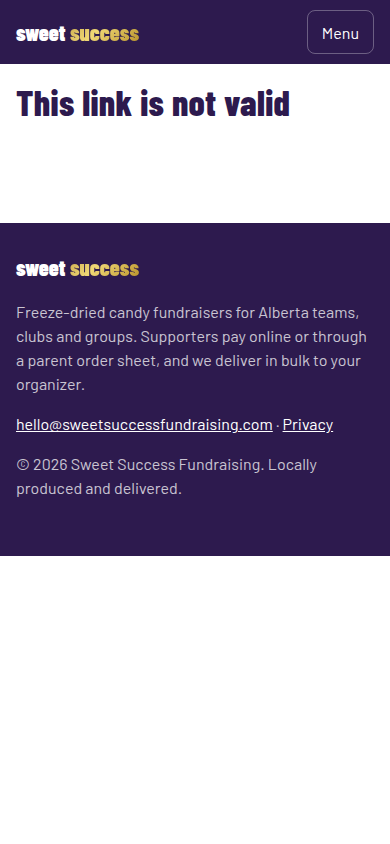 sweet success
Menu
This link is not valid
sweet success
Freeze-dried candy fundraisers for Alberta teams,
clubs and groups. Supporters pay online or through
a parent order sheet, and we deliver in bulk to your
organizer.
hello@sweetsuccessfundraising.com · Privacy
© 2026 Sweet Success Fundraising. Locally
produced and delivered.